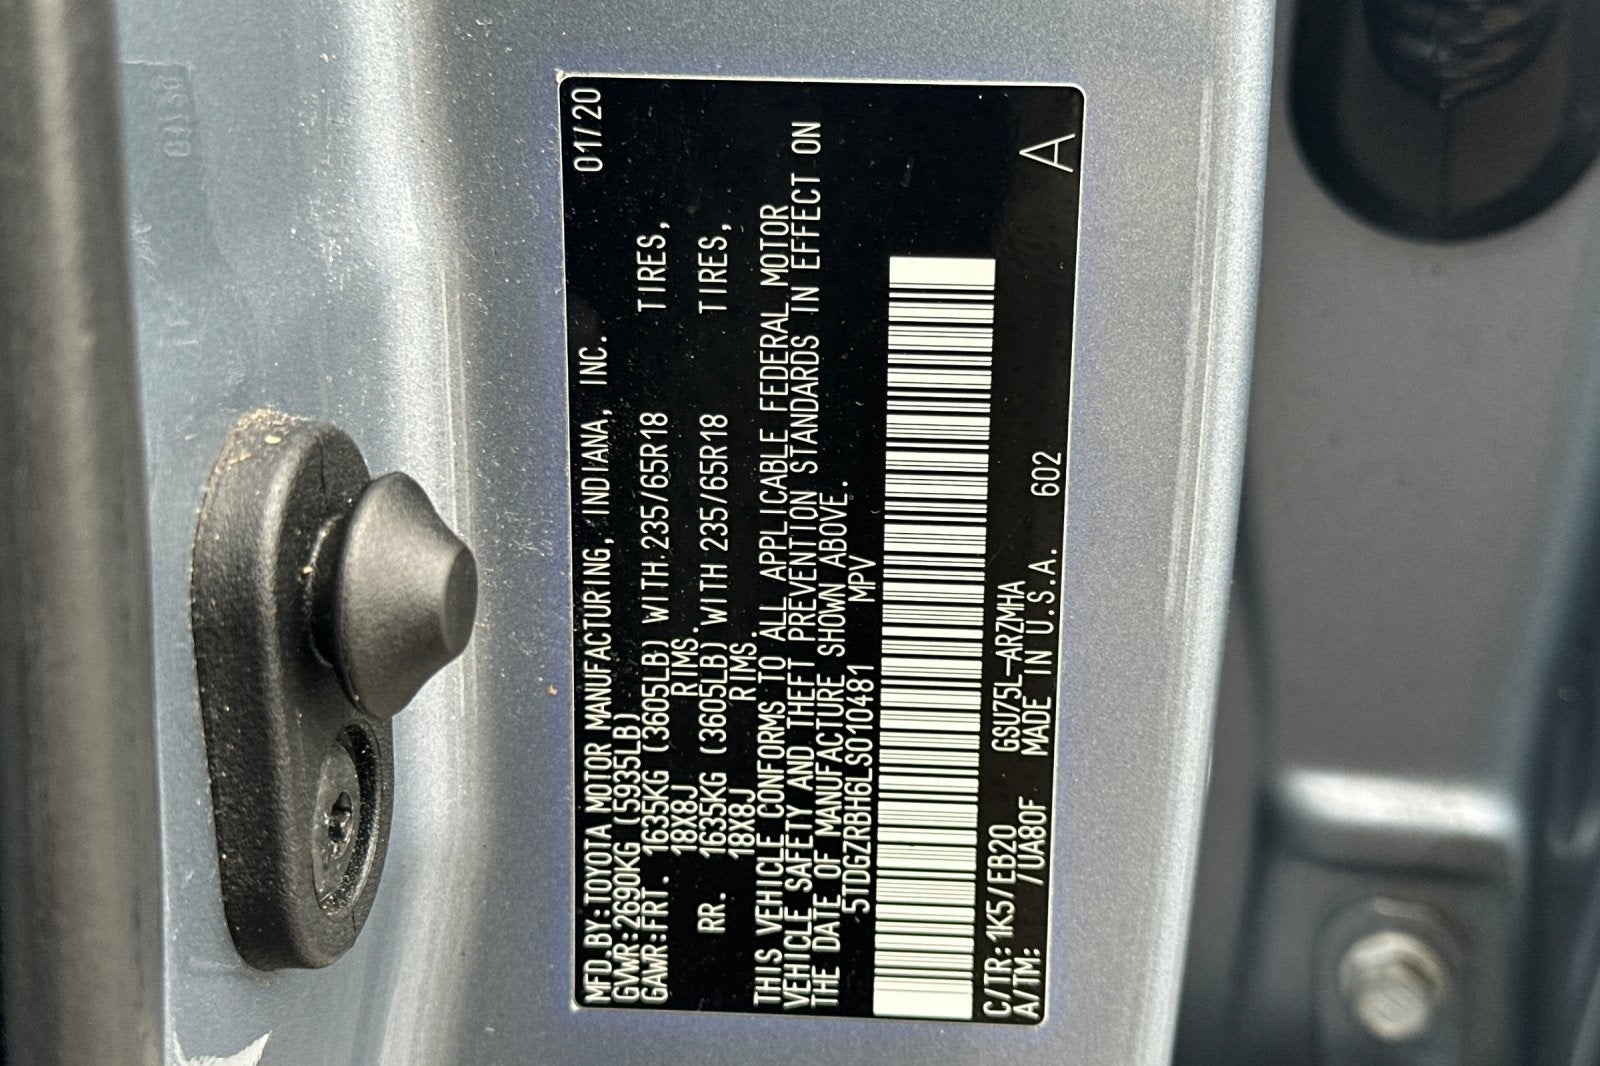 MFD.BY:TOYOTA MOTOR MANUFACTURING, INDIANA, INC. 01/20
GVWR:2690KG (5935LB)
GAWR:FRT. 1635KG (3605LB) WITH 235/65R18 TIRES,
18X8J RIMS.
RR. 1635KG (3605LB) WITH 235/65R18 TIRES,
18X8J RIMS.
THIS VEHICLE CONFORMS TO ALL APPLICABLE FEDERAL MOTOR
VEHICLE SAFETY AND THEFT PREVENTION STANDARDS IN EFFECT ON
THE DATE OF MANUFACTURE SHOWN ABOVE.
5TDGZRBH6LS010481 MPV
C/TR:1K5/EB20 GSU75L-ARZMHA
A/TM: /UA80F MADE IN U.S.A. 602 A